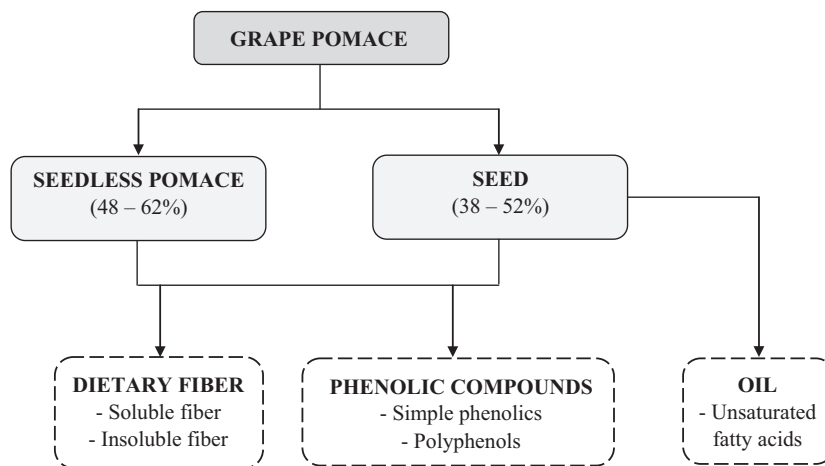 GRAPE POMACE
SEEDLESS POMACE
(48 – 62%)
SEED
(38 – 52%)
DIETARY FIBER
- Soluble fiber
- Insoluble fiber
PHENOLIC COMPOUNDS
- Simple phenolics
- Polyphenols
OIL
- Unsaturated
fatty acids